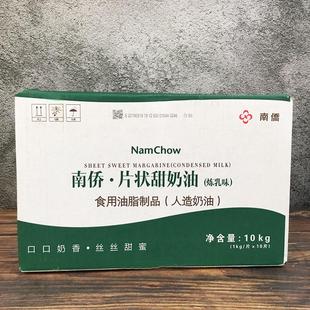 南僑
NamChow
SHEET SWEET MARGARINE(CONDENSED MILK)
南侨·片状甜奶油(炼乳味)
食用油脂制品（人造奶油）
口口奶香·丝丝甜蜜
净含量:10kg
(1kg/片x10片)